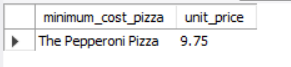 minimum_cost_pizza unit_price
The Pepperoni Pizza 9.75